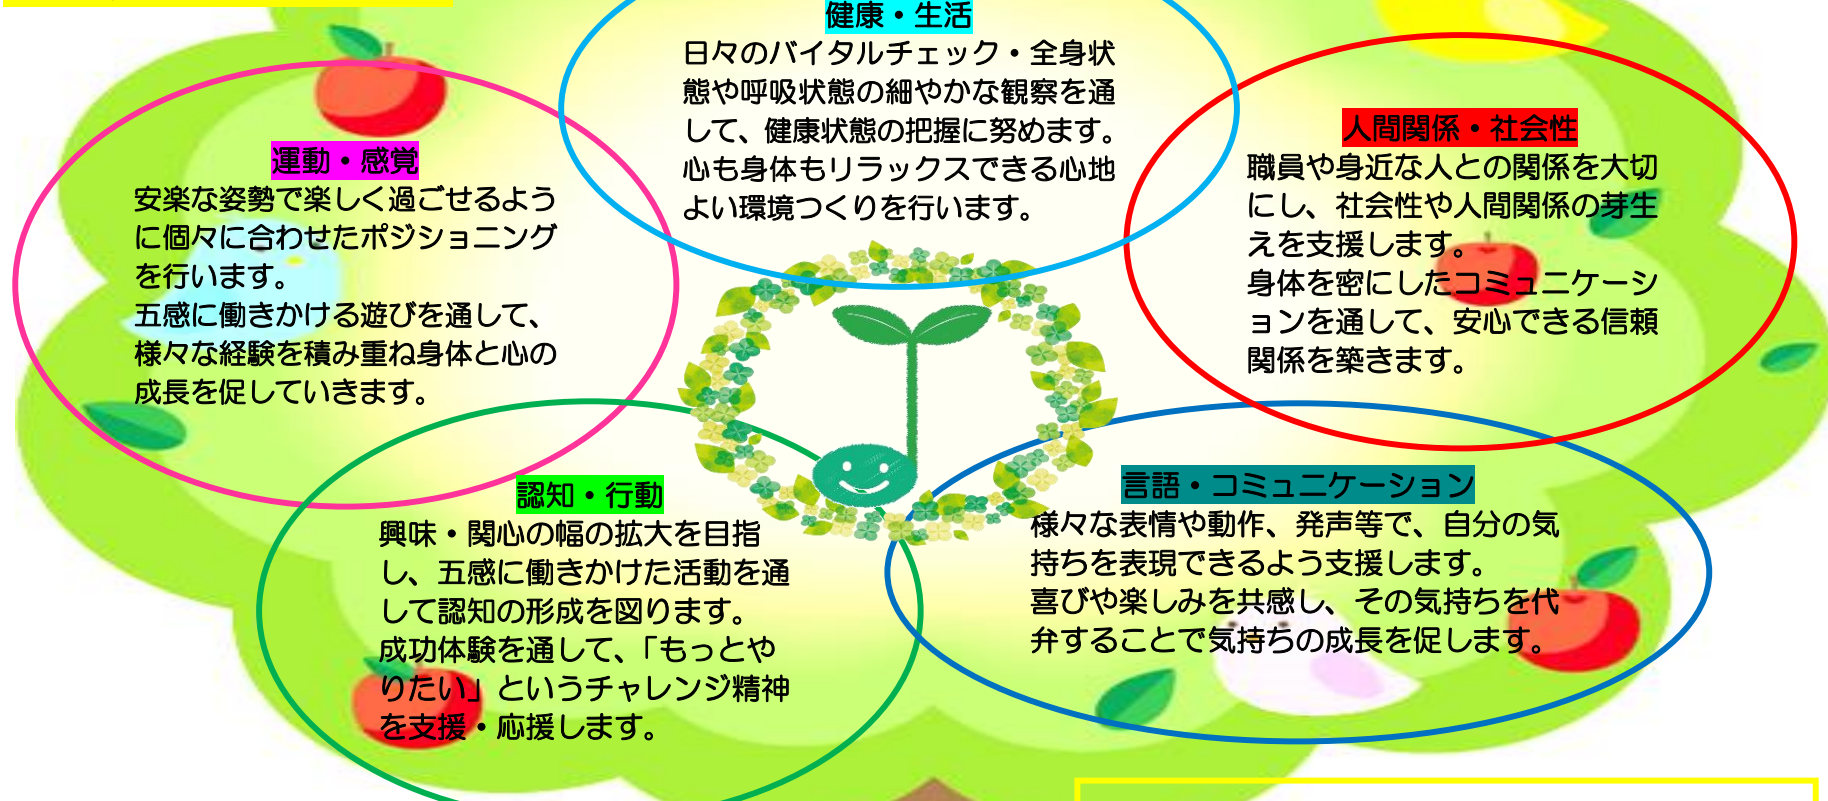 健康・生活
日々のバイタルチェック・全身状
態や呼吸状態の細やかな観察を通
して、健康状態の把握に努めます。
心も身体もリラックスできる心地
よい環境つくりを行います。
運動・感覚
安楽な姿勢で楽しく過ごせるよう
に個々に合わせたポジショニング
を行います。
五感に働きかける遊びを通して、
様々な経験を積み重ね身体と心の
成長を促していきます。
人間関係・社会性
職員や身近な人との関係を大切
にし、社会性や人間関係の芽生
えを支援します。
身体を密にしたコミュニケーシ
ョンを通して、安心できる信頼
関係を築きます。
認知・行動
興味・関心の幅の拡大を目指
し、五感に働きかけた活動を通
して認知の形成を図ります。
成功体験を通して、「もっとや
りたい」というチャレンジ精神
を支援・応援します。
言語・コミュニケーション
様々な表情や動作、発声等で、自分の気
持ちを表現できるよう支援します。
喜びや楽しみを共感し、その気持ちを代
弁することで気持ちの成長を促します。